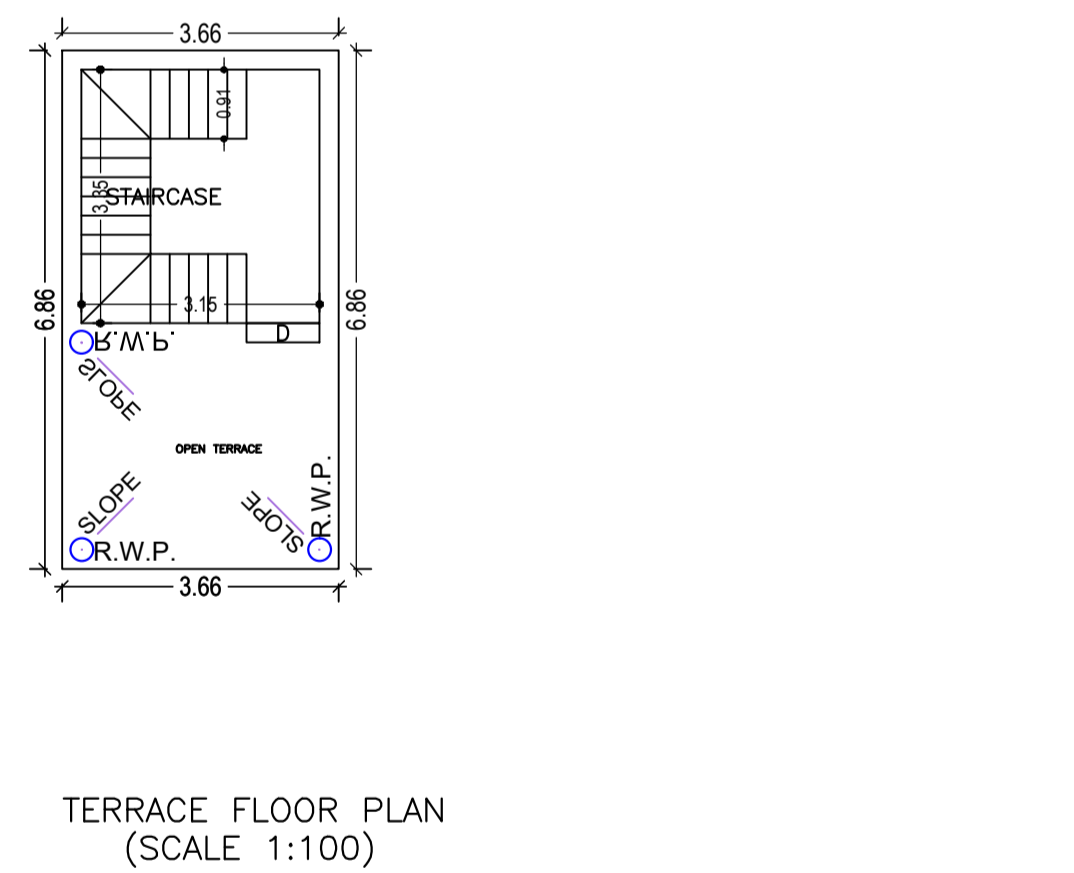 3.66
0.91
3.35
STAIRCASE
6.86
6.86
3.15
D
R.W.P.
SLOPE
OPEN TERRACE
SLOPE
SLOPE
R.W.P.
R.W.P.
3.66
TERRACE FLOOR PLAN
(SCALE 1:100)